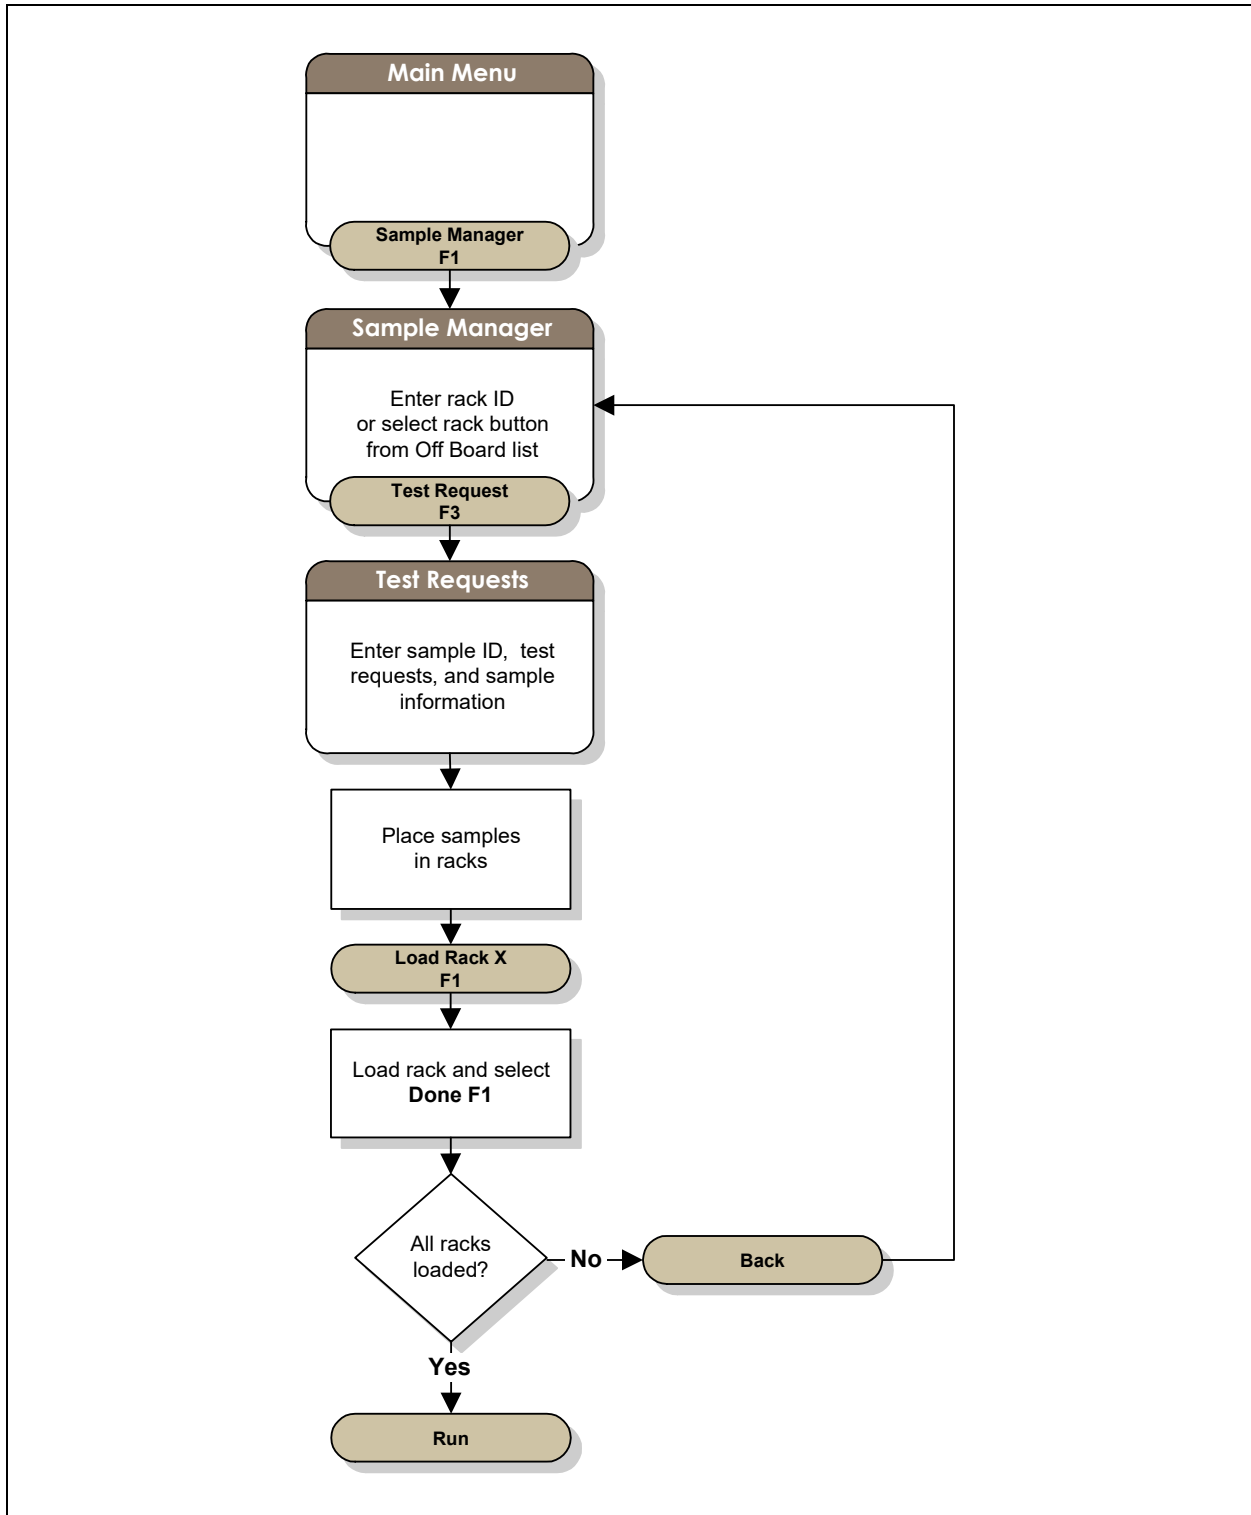 Main Menu
Sample Manager
F1
Sample Manager
Enter rack ID
or select rack button
from Off Board list
Test Request
F3
Test Requests
Enter sample ID,  test
requests, and sample
information
Place samples
in racks
Load Rack X
F1
Load rack and select
Done F1
All racks
loaded?
No
Back
Yes
Run